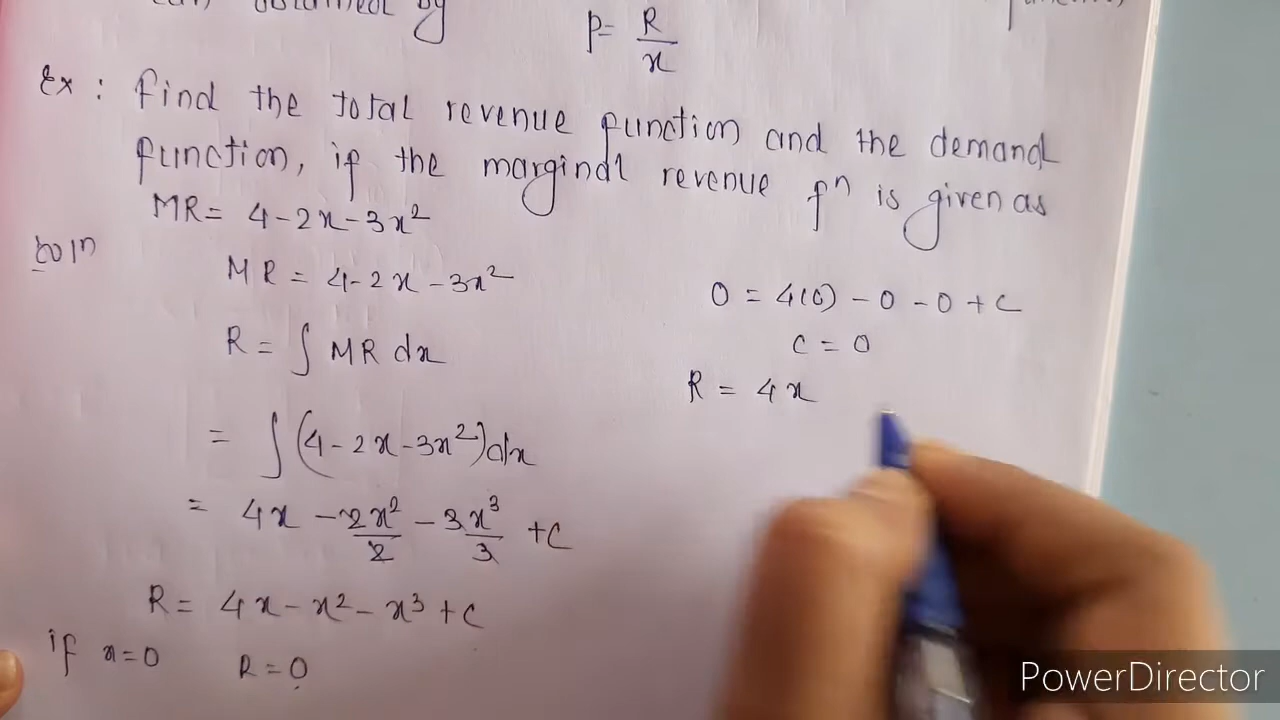 by
p= R/x
Ex : find the total revenue function and the demand
function, if the marginal revenue fⁿ is given as
MR= 4-2x-3x²
Solⁿ
MR = 4-2x-3x²
R= ∫ MR dx
= ∫(4-2x-3x²)dx
= 4x - 2x²/2 - 3x³/3 +c
R= 4x-x²-x³+c
if x=0 R=0
0 = 4(0) - 0 - 0 + c
c = 0
R = 4x
PowerDirector